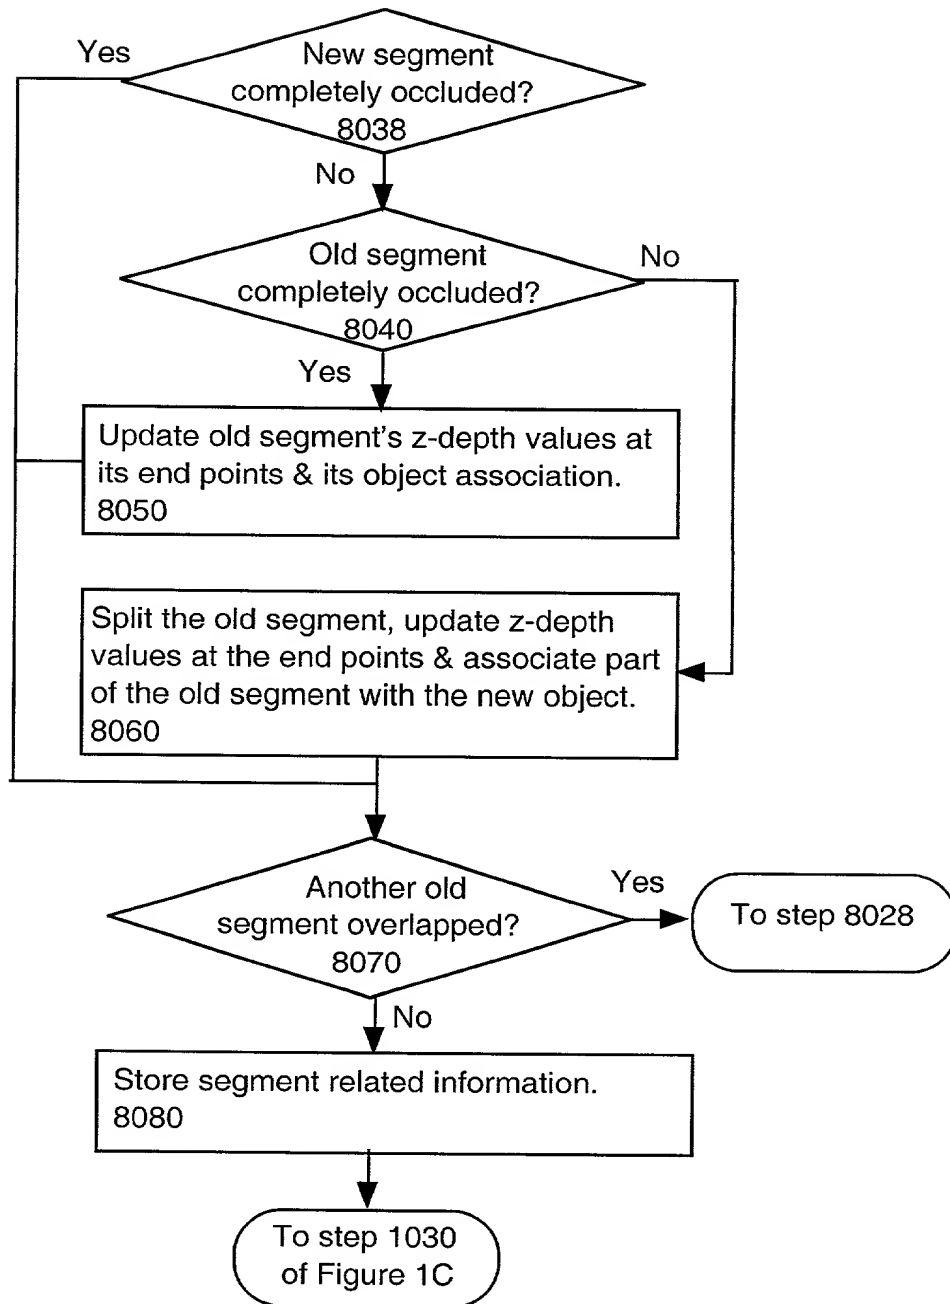 Yes
New segment
completely occluded?
8038
No
Old segment
completely occluded?
8040
No
Yes
Update old segment's z-depth values at
its end points & its object association.
8050
Split the old segment, update z-depth
values at the end points & associate part
of the old segment with the new object.
8060
Another old
segment overlapped?
8070
Yes
To step 8028
No
Store segment related information.
8080
To step 1030
of Figure 1C